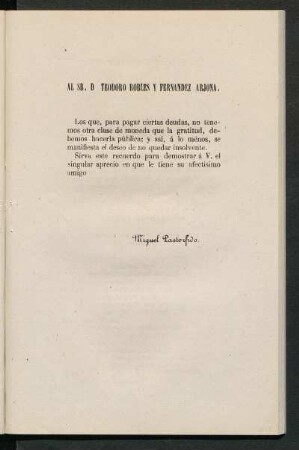 AL SR. D TEODORO ROBLES Y FERNANDEZ ARJONA.
Los que, para pagar ciertas deudas, no tene-
mos otra clase de moneda que la gratitud, de-
bemos hacerla pública; y así, á lo ménos, se
manifiesta el deseo de no quedar insolvente.
Sirva este recuerdo para demostrar á V. el
singular aprecio en que le tiene su afectísimo
amigo
Miguel Pastorfido.